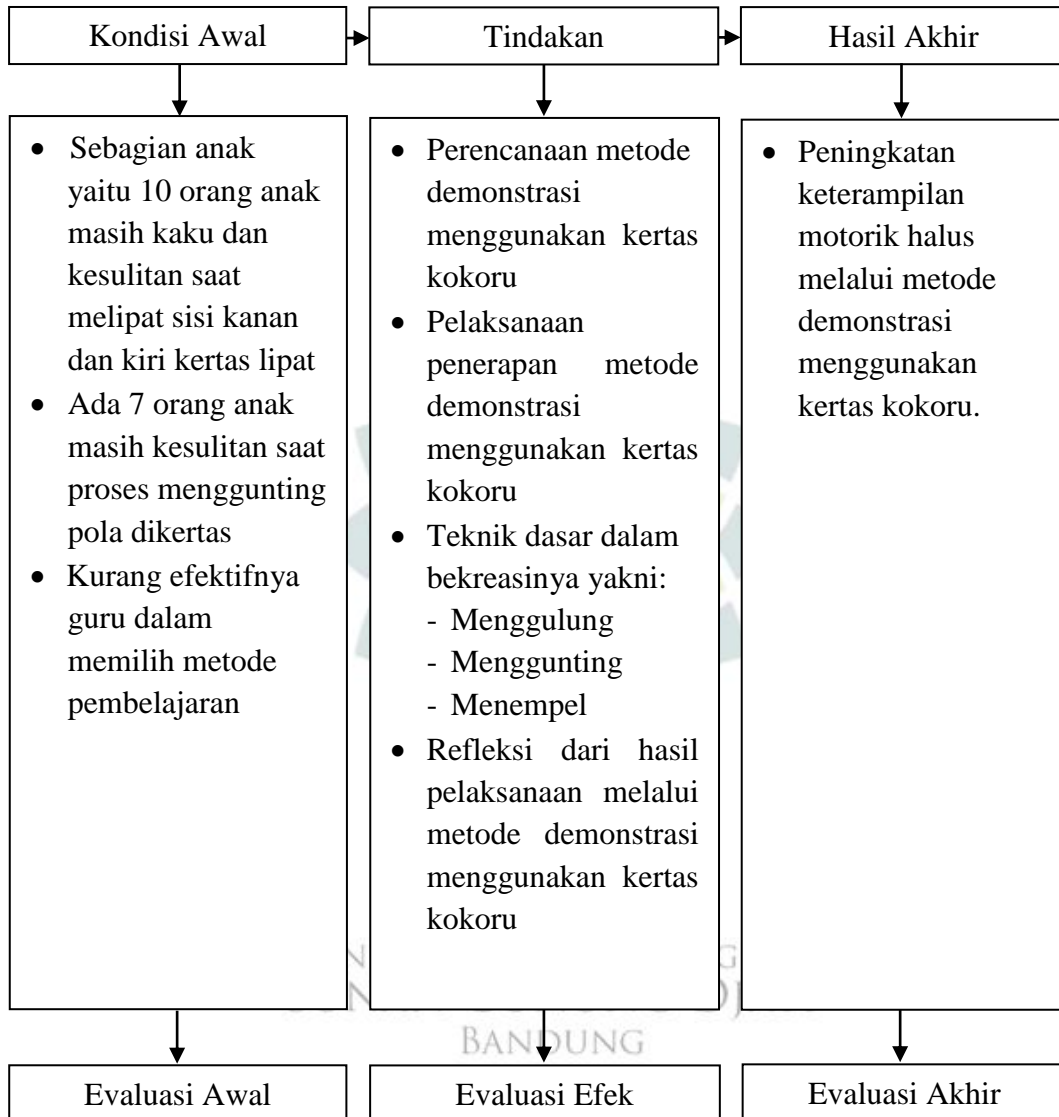 Kondisi Awal
Tindakan
Hasil Akhir
• Sebagian anak
yaitu 10 orang anak
masih kaku dan
kesulitan saat
melipat sisi kanan
dan kiri kertas lipat
• Ada 7 orang anak
masih kesulitan saat
proses menggunting
pola dikertas
• Kurang efektifnya
guru dalam
memilih metode
pembelajaran
• Perencanaan metode
demonstrasi
menggunakan kertas
kokoru
• Pelaksanaan
penerapan metode
demonstrasi
menggunakan kertas
kokoru
• Teknik dasar dalam
bekreasinya yakni:
- Menggulung
- Menggunting
- Menempel
• Refleksi dari hasil
pelaksanaan melalui
metode demonstrasi
menggunakan kertas
kokoru
• Peningkatan
keterampilan
motorik halus
melalui metode
demonstrasi
menggunakan
kertas kokoru.
BANDUNG
Evaluasi Awal
Evaluasi Efek
Evaluasi Akhir